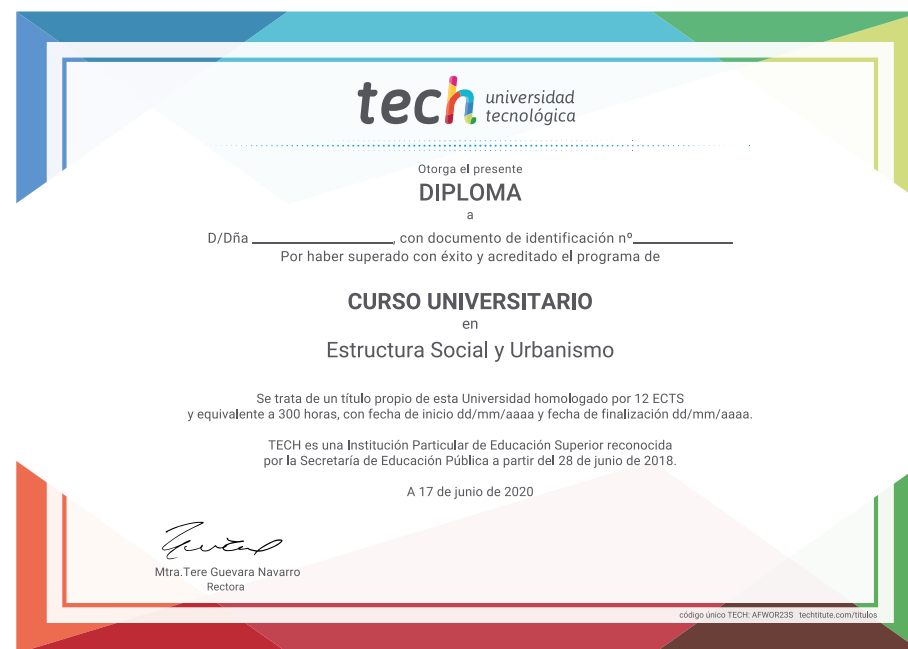 tech universidad
tecnológica
Otorga el presente
DIPLOMA
a
D/Dña ____________________, con documento de identificación nº______________
Por haber superado con éxito y acreditado el programa de
CURSO UNIVERSITARIO
en
Estructura Social y Urbanismo
Se trata de un título propio de esta Universidad homologado por 12 ECTS
y equivalente a 300 horas, con fecha de inicio dd/mm/aaaa y fecha de finalización dd/mm/aaaa.
TECH es una Institución Particular de Educación Superior reconocida
por la Secretaría de Educación Pública a partir del 28 de junio de 2018.
A 17 de junio de 2020
Mtra.Tere Guevara Navarro
Rectora
código único TECH: AFWOR23S techtitute.com/titulos